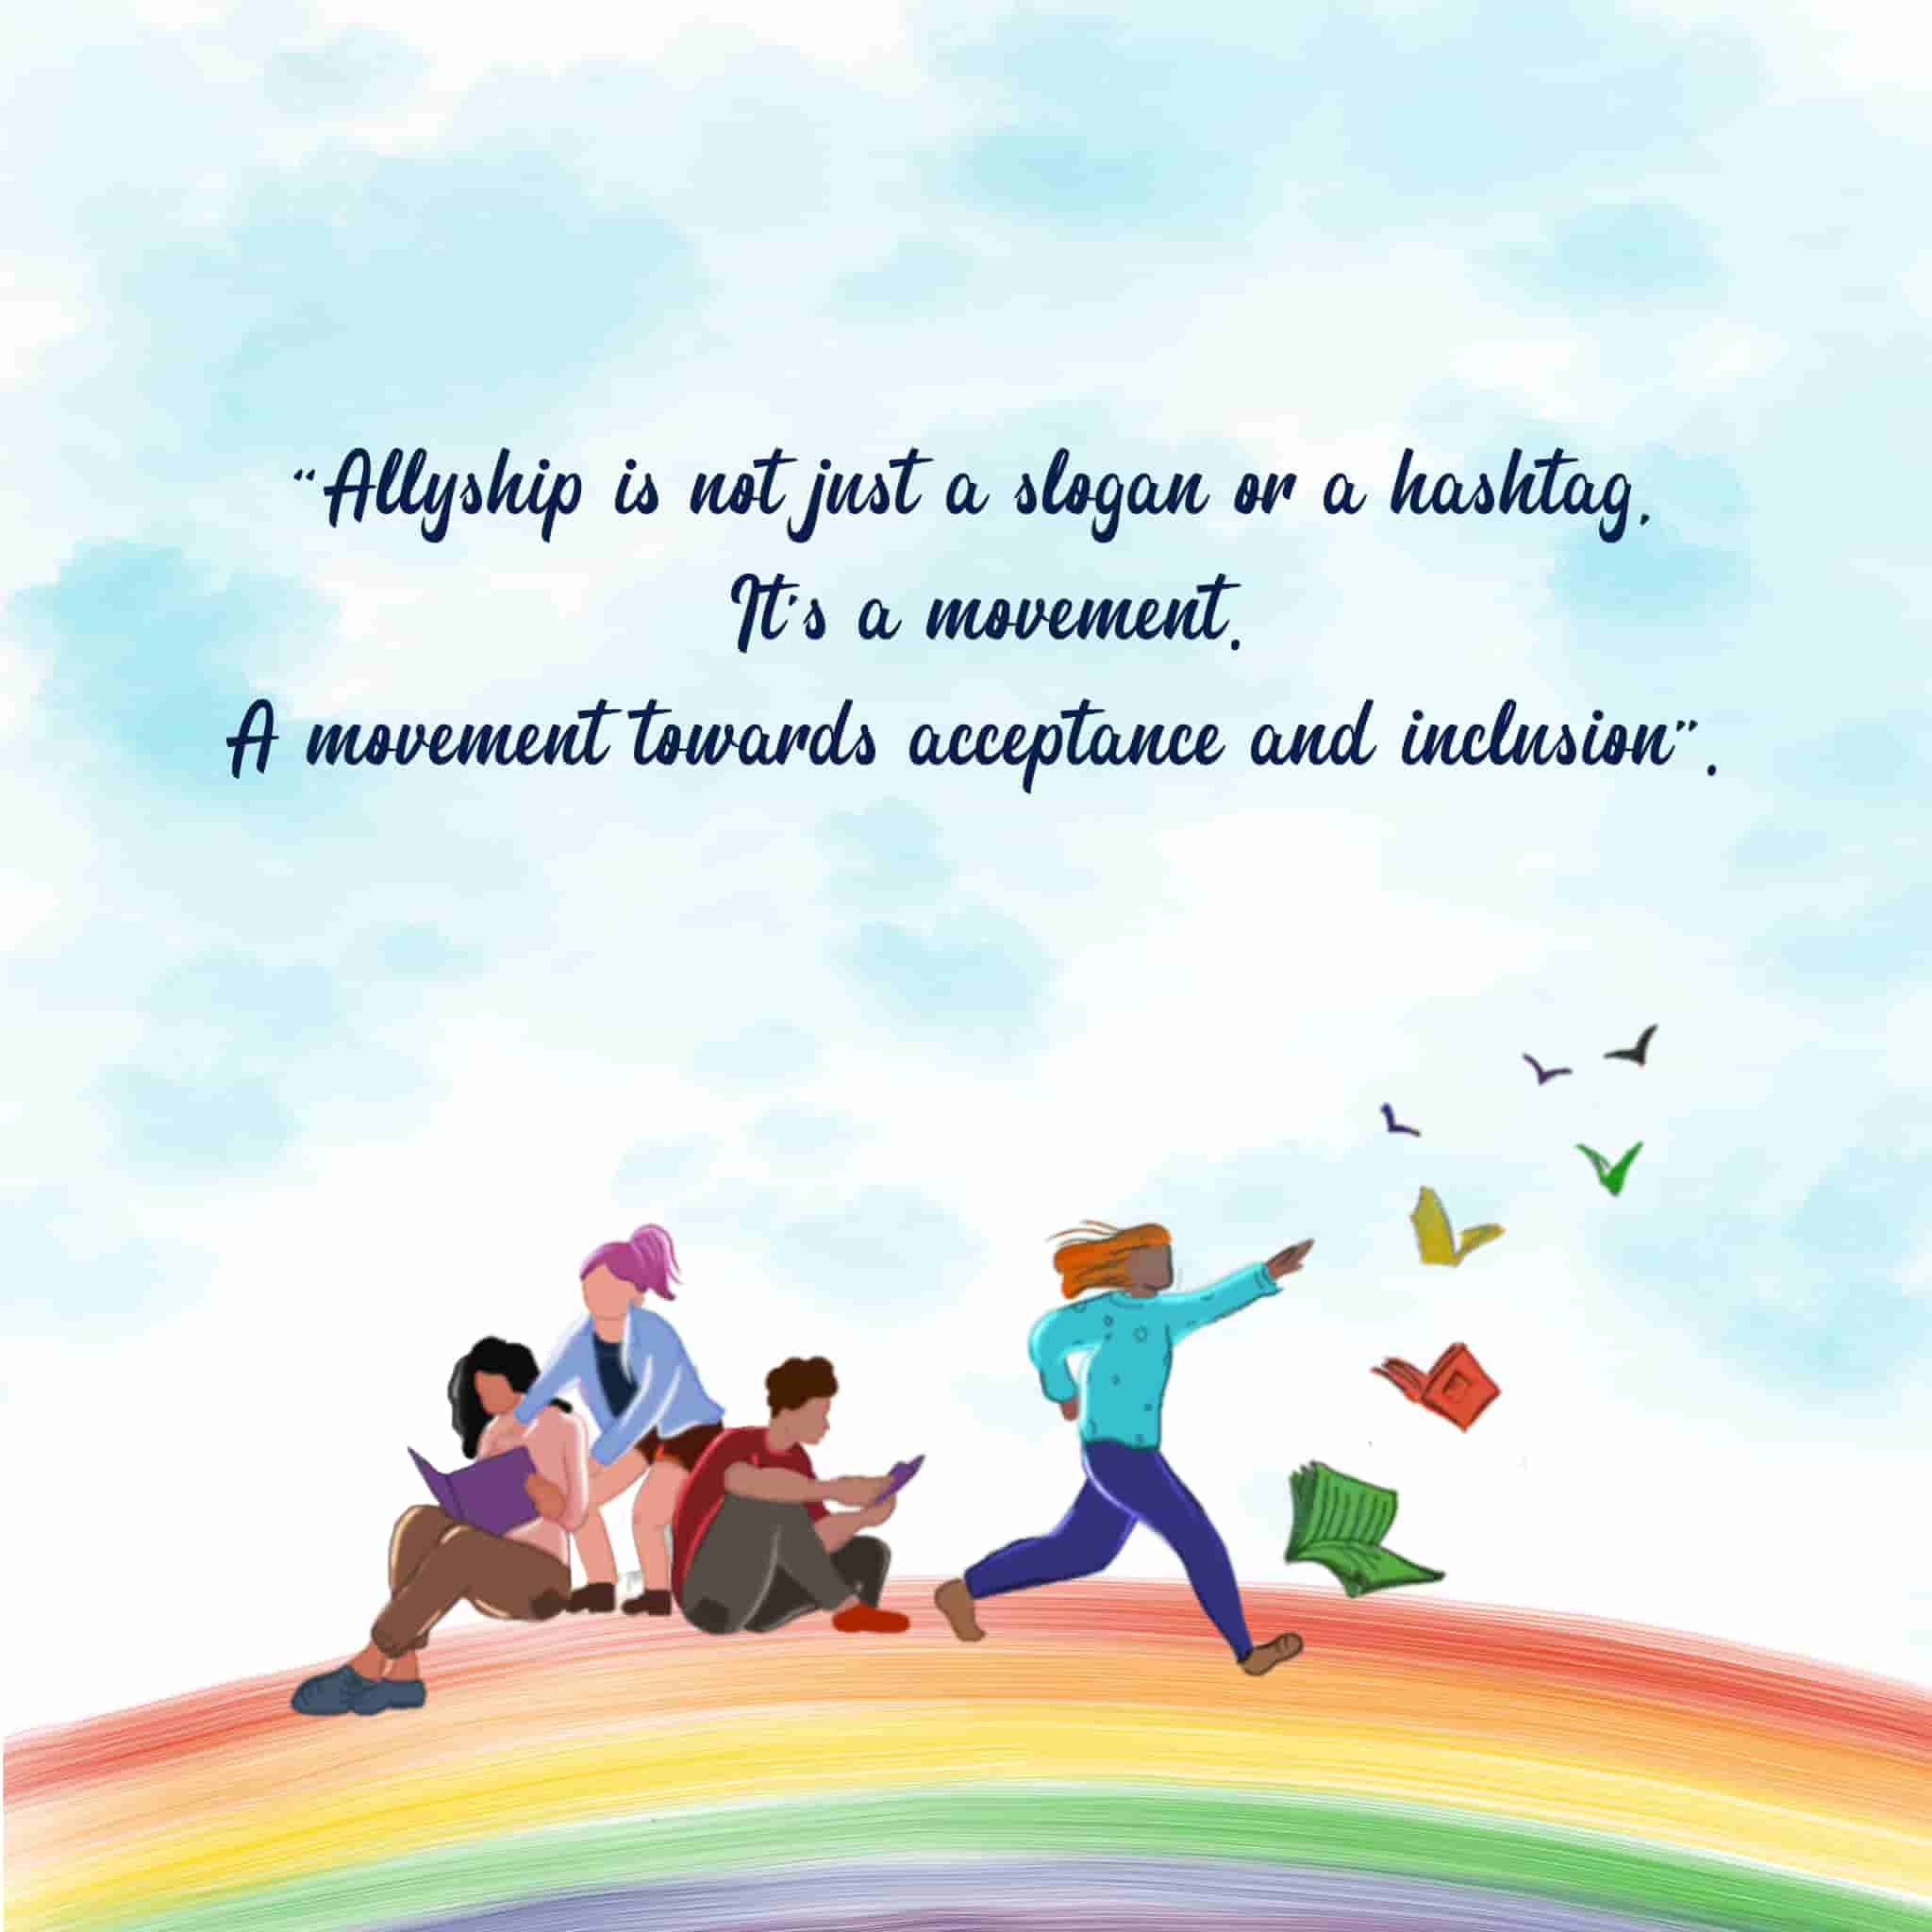 “Allyship is not just a slogan or a hashtag.
It's a movement.
A movement towards acceptance and inclusion”.